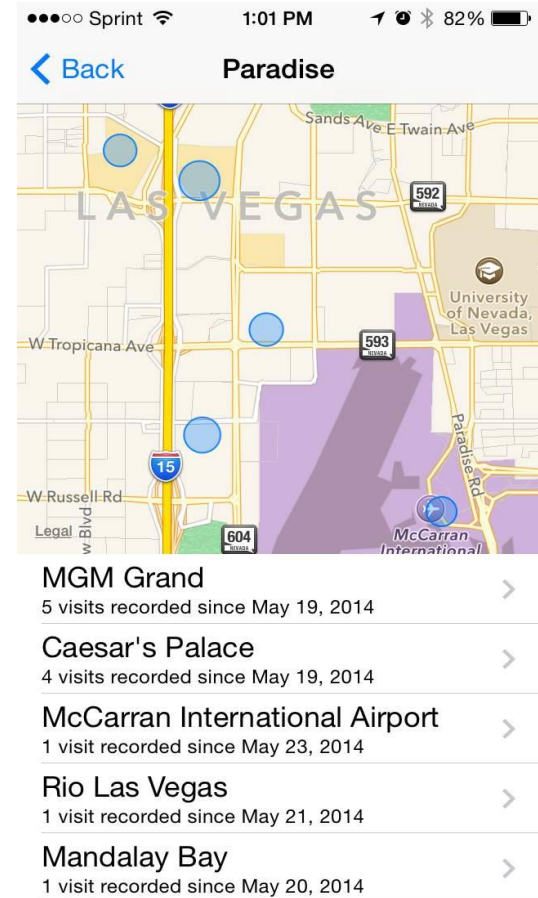 Sprint 1:01 PM 82%
Back Paradise
Sands Ave E Twain Ave
592
NEVADA
LAS VEGAS
University
of Nevada,
Las Vegas
W Tropicana Ave
593
NEVADA
Paradise Rd
15
W Russell Rd
Legal
w Blvd
604
NEVADA
McCarran
International
MGM Grand
5 visits recorded since May 19, 2014
Caesar's Palace
4 visits recorded since May 19, 2014
McCarran International Airport
1 visit recorded since May 23, 2014
Rio Las Vegas
1 visit recorded since May 21, 2014
Mandalay Bay
1 visit recorded since May 20, 2014